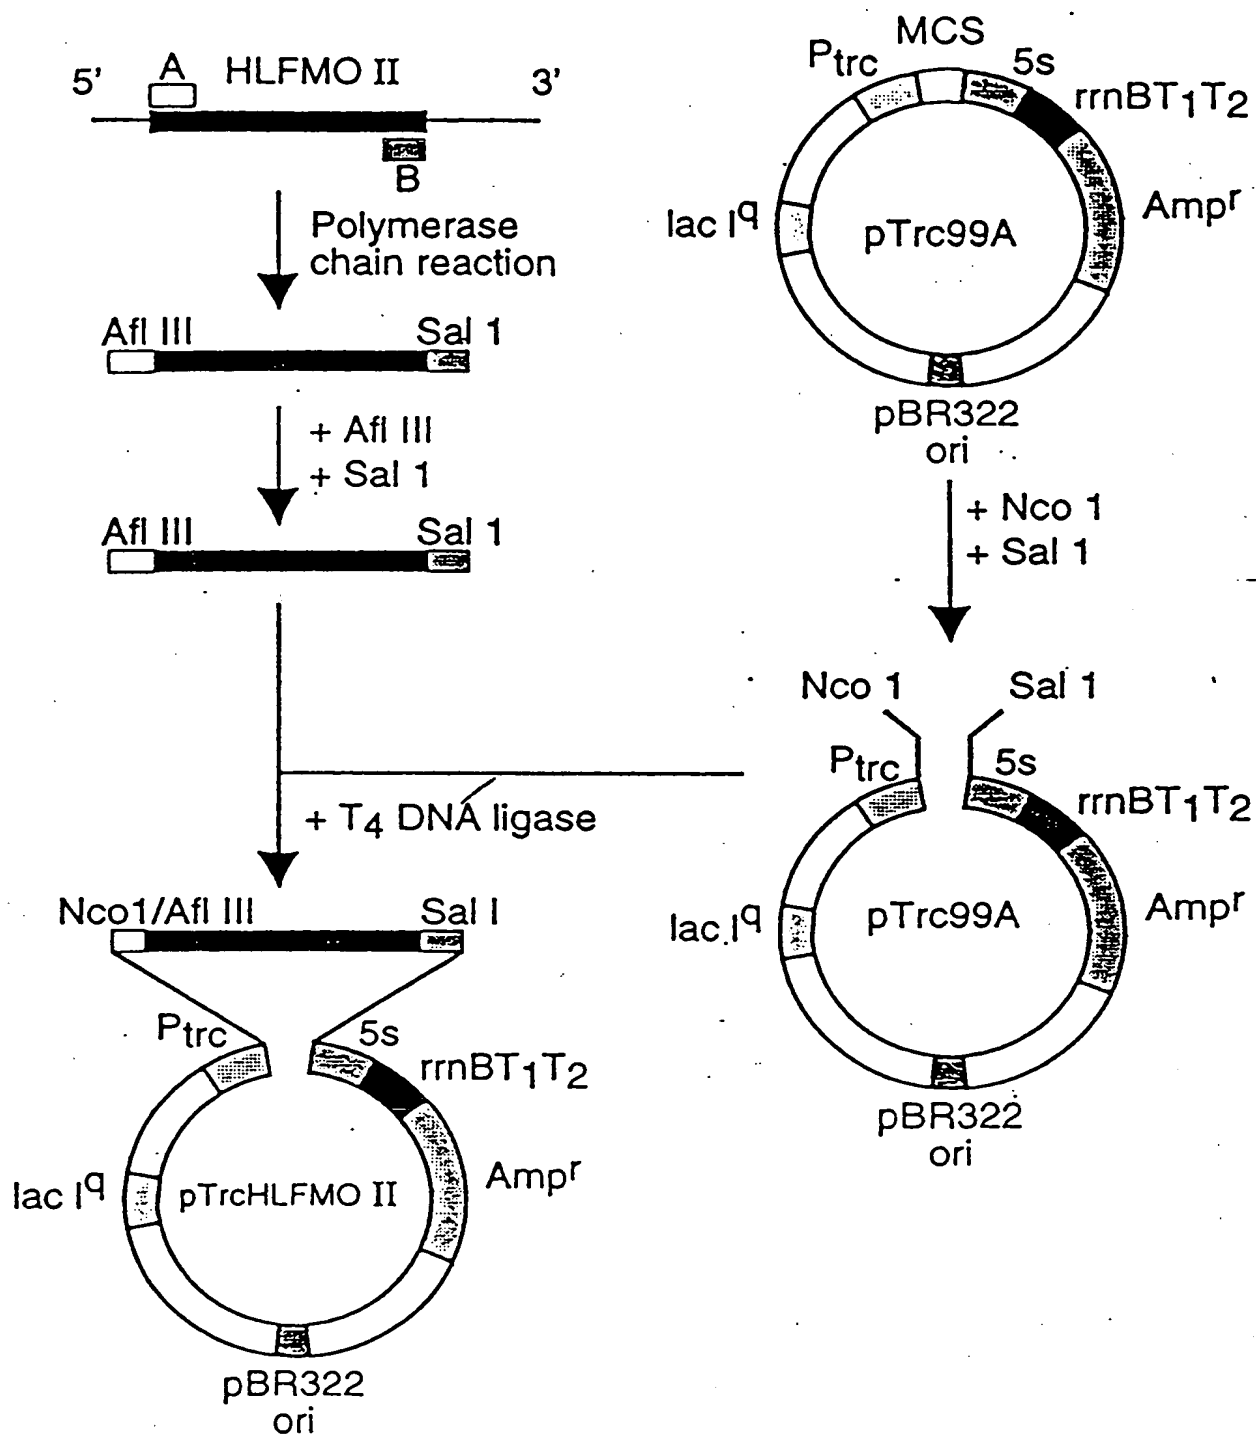 5' A HLFMO II 3'
B
Polymerase
chain reaction
Afl III Sal 1
+ Afl III
+ Sal 1
Afl III Sal 1
MCS
Ptrc 5s
rrnBT1T2
lac Iq pTrc99A Ampr
pBR322
ori
+ Nco 1
+ Sal 1
Nco 1 Sal 1
Ptrc 5s
rrnBT1T2
lac Iq pTrc99A Ampr
pBR322
ori
+ T4 DNA ligase
Nco1/Afl III Sal I
Ptrc 5s
rrnBT1T2
lac Iq pTrcHLFMO II Ampr
pBR322
ori